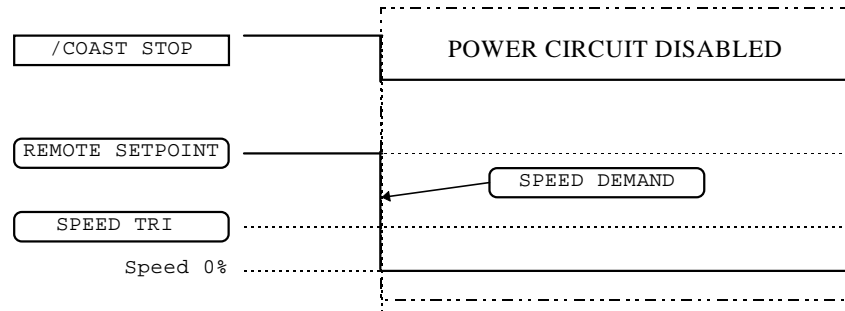 /COAST STOP
POWER CIRCUIT DISABLED
REMOTE SETPOINT
SPEED DEMAND
SPEED TRI
Speed 0%